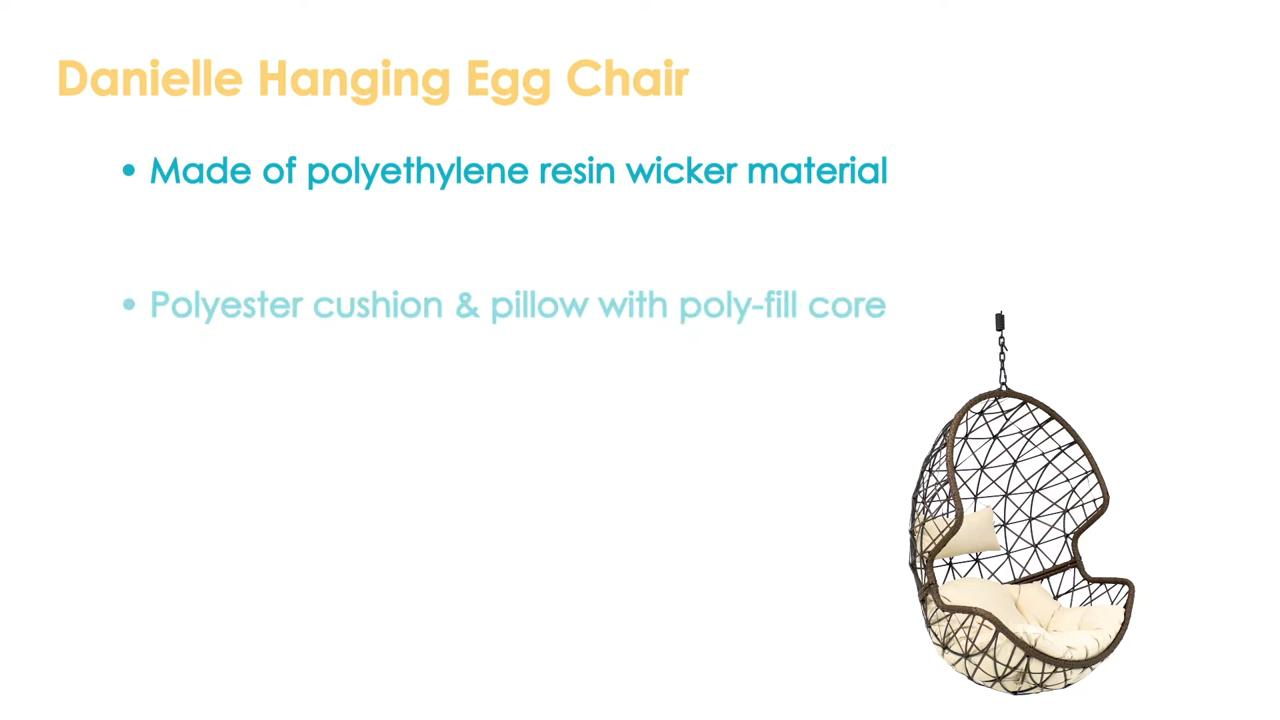 Danielle Hanging Egg Chair
• Made of polyethylene resin wicker material
• Polyester cushion & pillow with poly-fill core